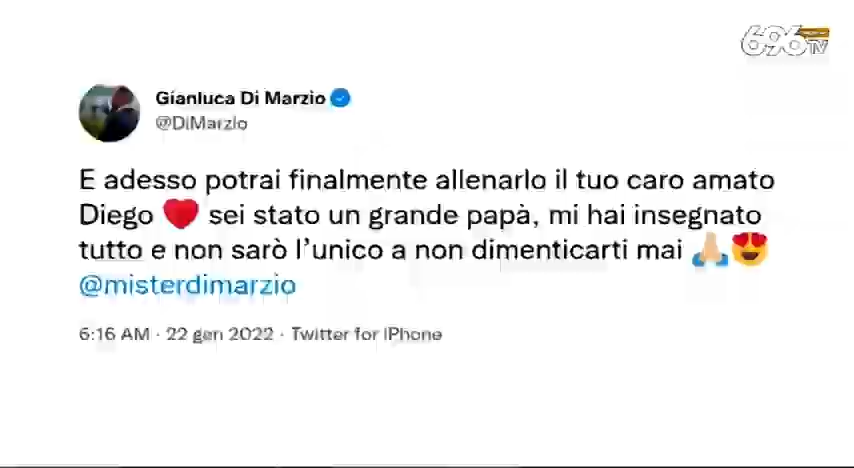 696 TV
Gianluca Di Marzio
@DiMarzio
E adesso potrai finalmente allenarlo il tuo caro amato
Diego ❤️ sei stato un grande papà, mi hai insegnato
tutto e non sarò l’unico a non dimenticarti mai 🙏🏼😍
@misterdimarzio
6:16 AM · 22 gen 2022 · Twitter for iPhone